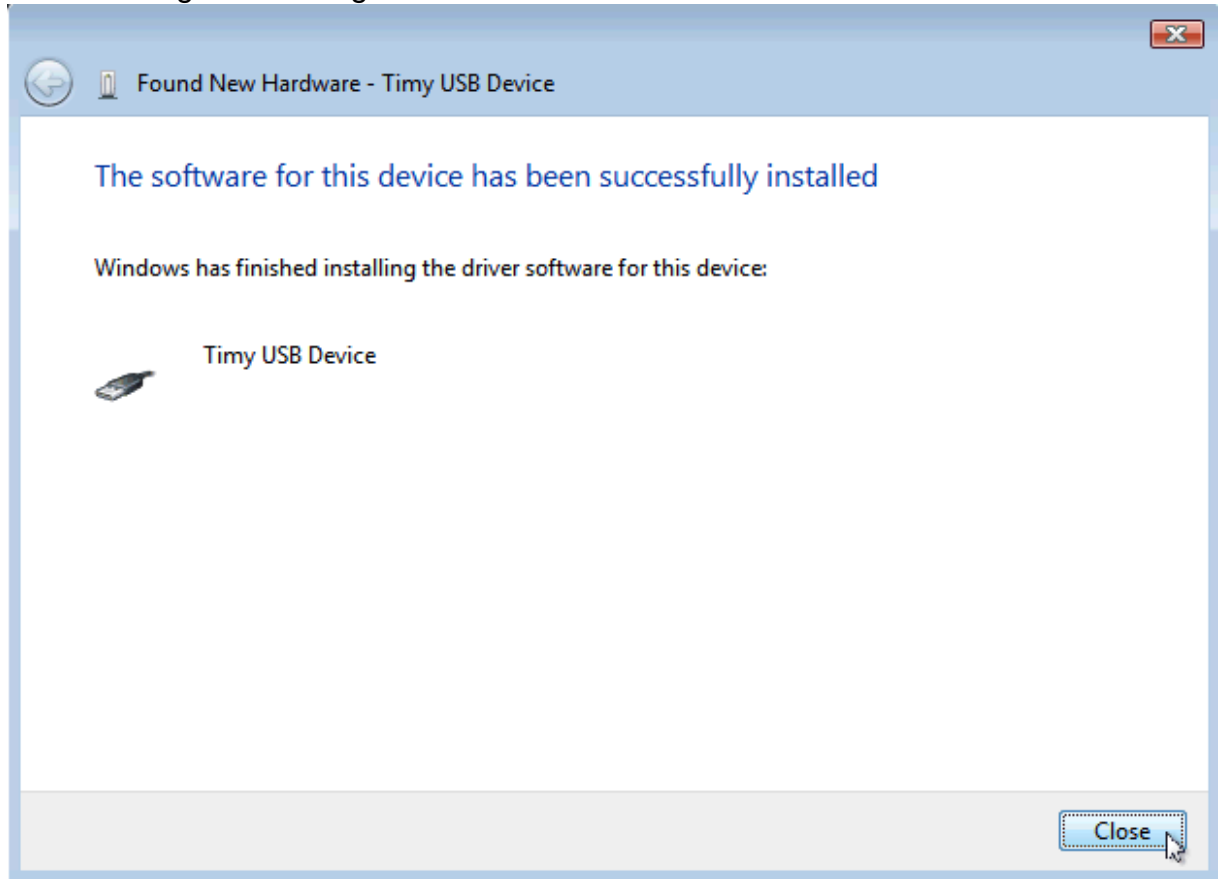 Found New Hardware - Timy USB Device
The software for this device has been successfully installed
Windows has finished installing the driver software for this device:
Timy USB Device
Close